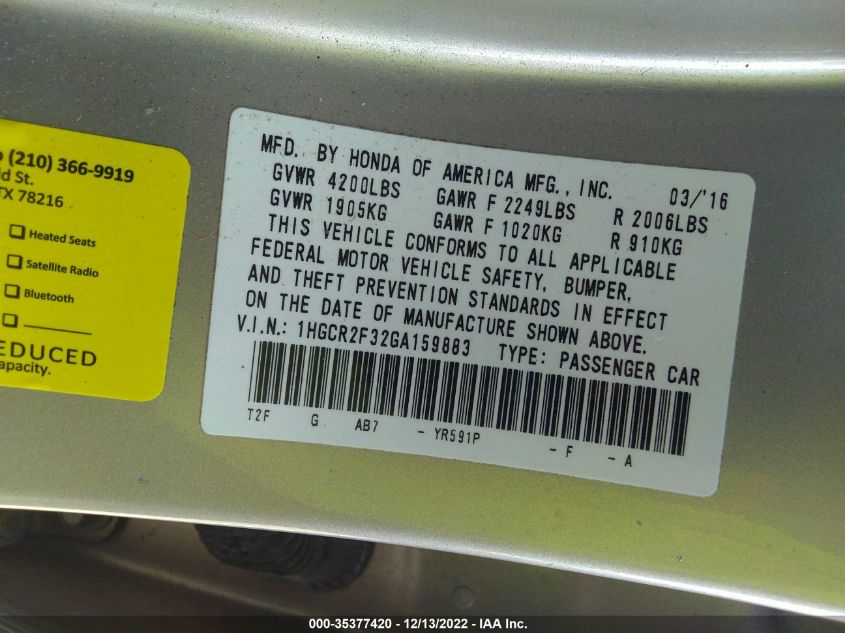 (210) 366-9919
St.
TX 78216
Heated Seats
Satellite Radio
Bluetooth
EDUCED
apacity.
MFD. BY HONDA OF AMERICA MFG., INC. 03/'16
GVWR 4200LBS GAWR F 2249LBS R 2006LBS
GVWR 1905KG GAWR F 1020KG R 910KG
THIS VEHICLE CONFORMS TO ALL APPLICABLE
FEDERAL MOTOR VEHICLE SAFETY, BUMPER,
AND THEFT PREVENTION STANDARDS IN EFFECT
ON THE DATE OF MANUFACTURE SHOWN ABOVE.
V.I.N.: 1HGCR2F32GA159883 TYPE: PASSENGER CAR
T2F G AB7 - YR591P - F - A
000-35377420 - 12/13/2022 - IAA Inc.